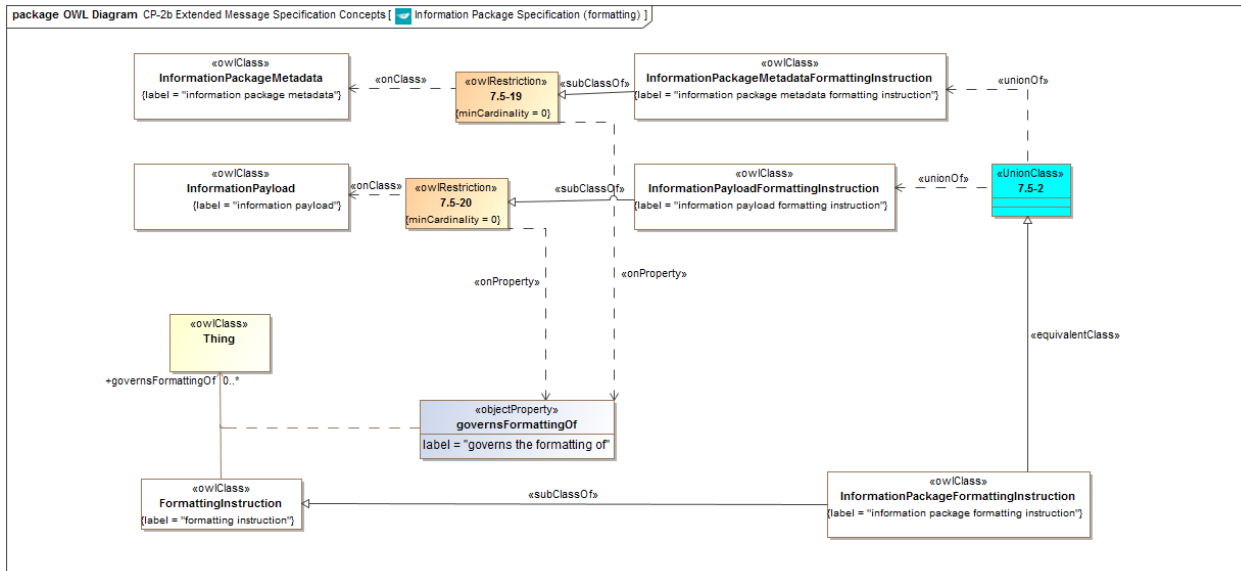 package OWL Diagram CP-2b Extended Message Specification Concepts [ Information Package Specification (formatting) ]
«owlClass»
InformationPackageMetadata
{label = "information package metadata"}
«onClass»
«owlRestriction»
7.5-19
{minCardinality = 0}
«subClassOf»
«owlClass»
InformationPackageMetadataFormattingInstruction
{label = "information package metadata formatting instruction"}
«unionOf»
«owlClass»
InformationPayload
{label = "information payload"}
«onClass»
«owlRestriction»
7.5-20
{minCardinality = 0}
«subClassOf»
«owlClass»
InformationPayloadFormattingInstruction
{label = "information payload formatting instruction"}
«unionOf»
«UnionClass»
7.5-2
«onProperty»
«onProperty»
«owlClass»
Thing
+governsFormattingOf 0..*
«equivalentClass»
«objectProperty»
governsFormattingOf
label = "governs the formatting of"
«owlClass»
FormattingInstruction
{label = "formatting instruction"}
«subClassOf»
«owlClass»
InformationPackageFormattingInstruction
{label = "information package formatting instruction"}